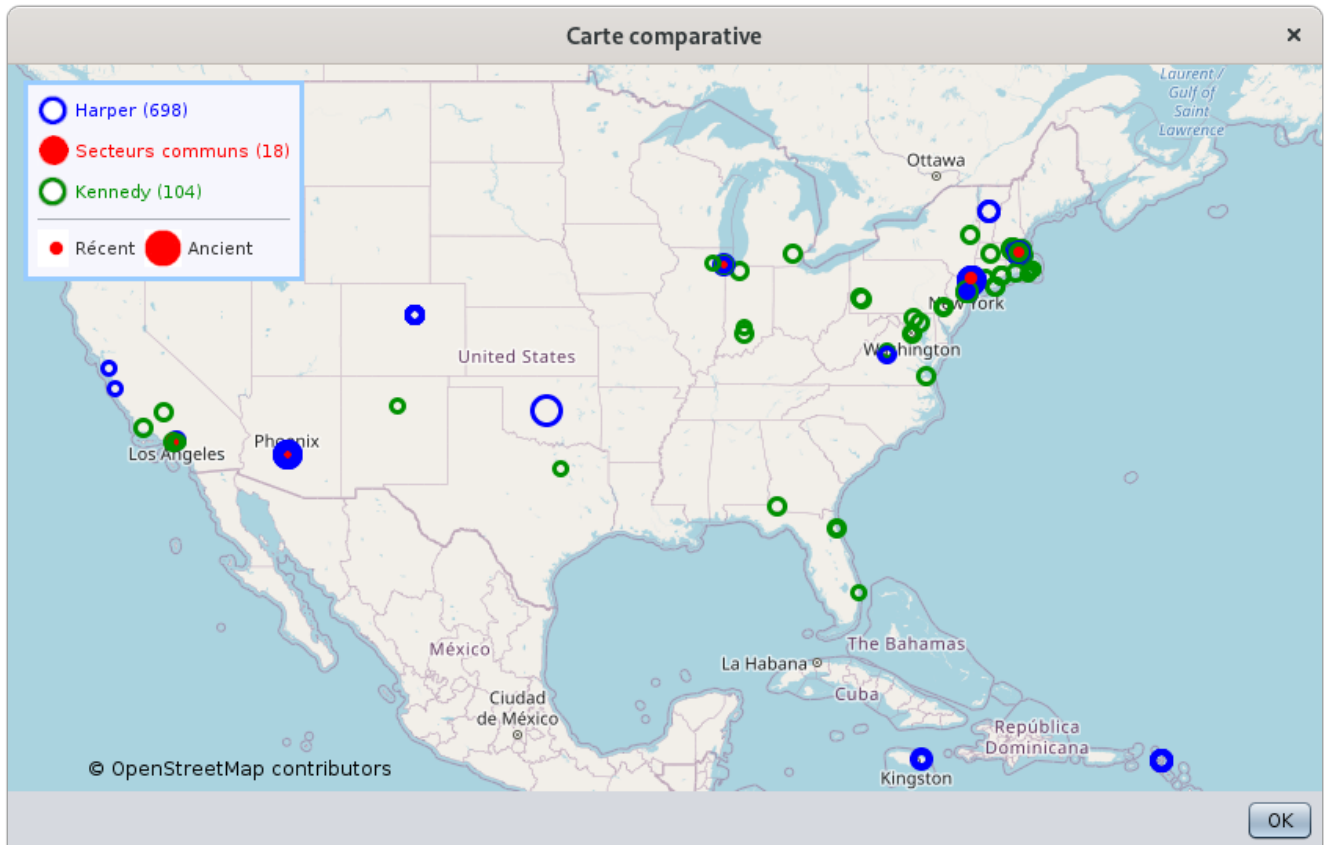 Carte comparative
Laurent /
Gulf of
Saint
Lawrence
Harper (698)
Secteurs communs (18)
Kennedy (104)
Récent
Ancient
Ottawa
New York
Washington
United States
Phoenix
Los Angeles
México
Ciudad
de México
La Habana
The Bahamas
Cuba
República
Dominicana
Kingston
© OpenStreetMap contributors
OK